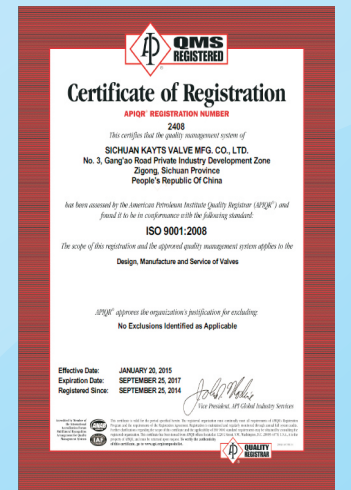 QMS
REGISTERED
Certificate of Registration
APIQR® REGISTRATION NUMBER
2408
This certifies that the quality management system of
SICHUAN KAYTS VALVE MFG. CO., LTD.
No. 3, Gang'ao Road Private Industry Development Zone
Zigong, Sichuan Province
People's Republic Of China
has been assessed by the American Petroleum Institute Quality Registrar (APIQR®) and
found it to be in conformance with the following standard:
ISO 9001:2008
The scope of this registration and the approved quality management system applies to the
Design, Manufacture and Service of Valves
APIQR® approves the organization's justification for excluding:
No Exclusions Identified as Applicable
Effective Date: JANUARY 20, 2015
Expiration Date: SEPTEMBER 25, 2017
Registered Since: SEPTEMBER 25, 2014
Vice President, API Global Industry Services
ANAB
IAF
QUALITY
REGISTRAR